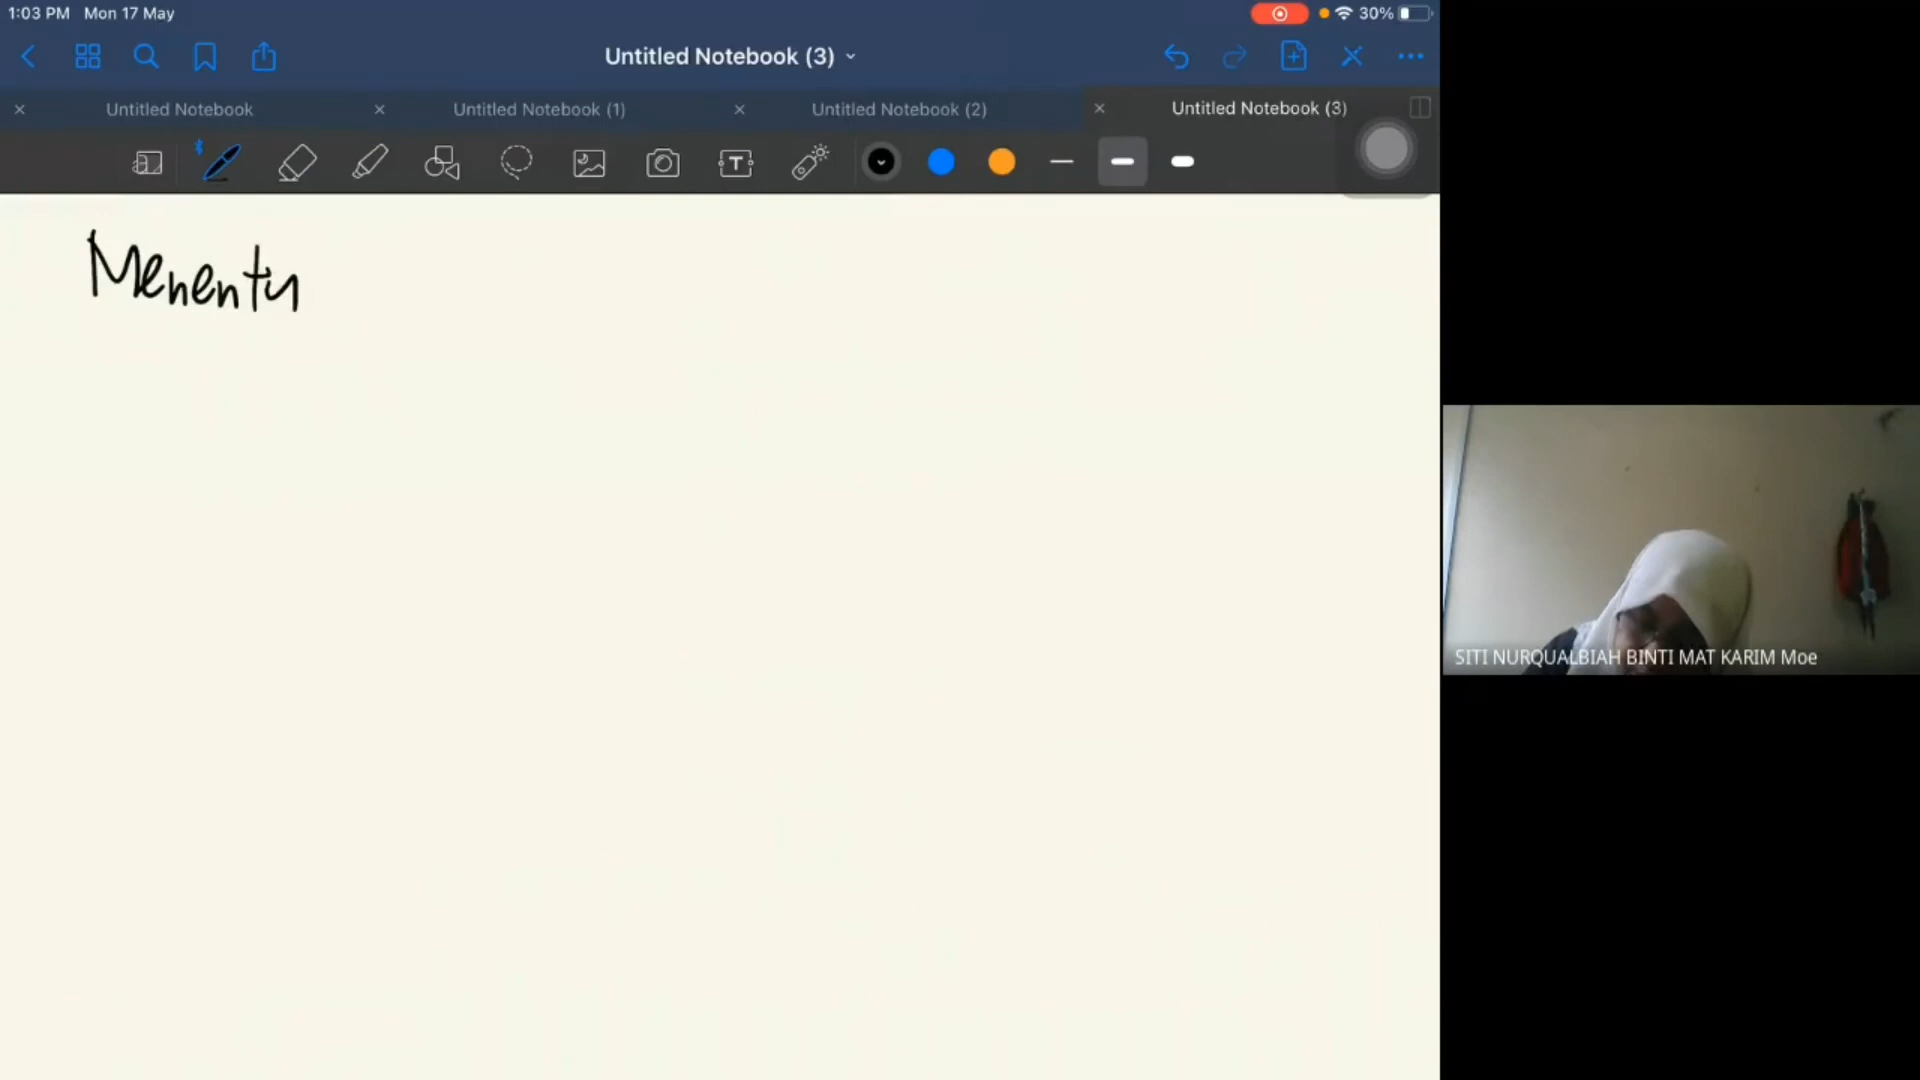 1:03 PM Mon 17 May 30%
Untitled Notebook (3)
Untitled Notebook Untitled Notebook (1) Untitled Notebook (2) Untitled Notebook (3)
Menentu
SITI NURQUALBIAH BINTI MAT KARIM Moe